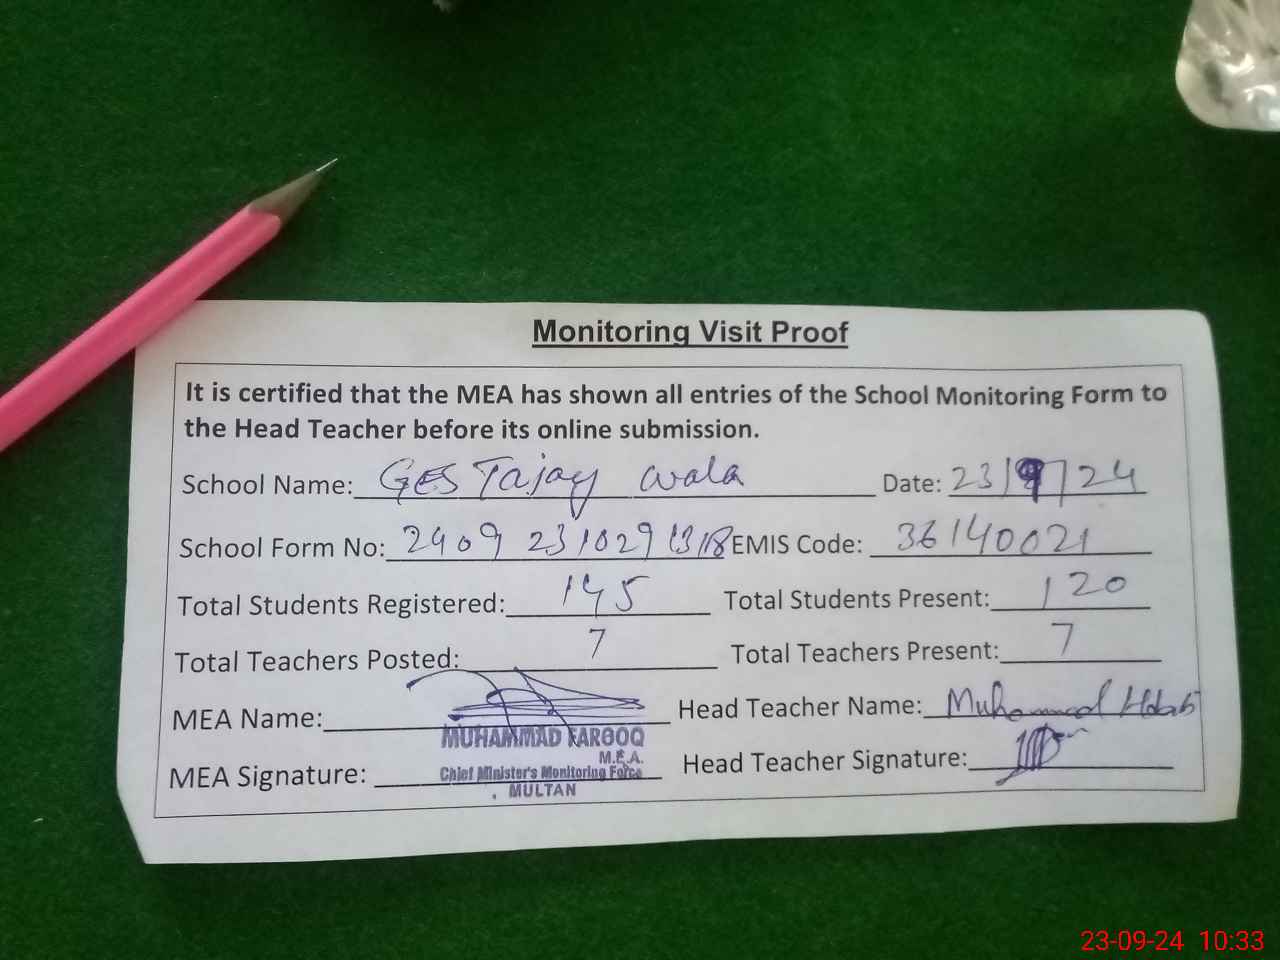 Monitoring Visit Proof
It is certified that the MEA has shown all entries of the School Monitoring Form to
the Head Teacher before its online submission.
School Name: GES Tajay wala Date: 23/9/24
School Form No: 2409 231029 1318 EMIS Code: 36140021
Total Students Registered: 145 Total Students Present: 120
Total Teachers Posted: 7 Total Teachers Present: 7
MEA Name: Head Teacher Name: Muhammad
MUHAMMAD FAROOQ
M.E.A.
MEA Signature: Chief Minister's Monitoring Force Head Teacher Signature:
MULTAN
23-09-24 10:33